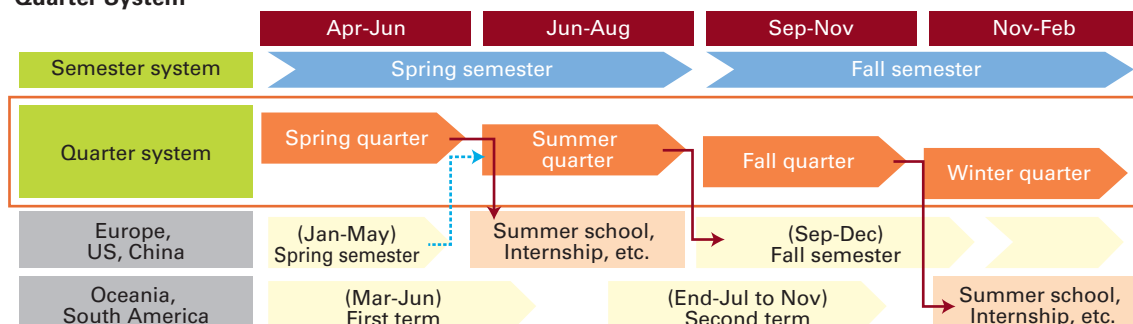 Quarter System
Apr-Jun
Jun-Aug
Sep-Nov
Nov-Feb
Semester system
Spring semester
Fall semester
Quarter system
Spring quarter
Summer
quarter
Fall quarter
Winter quarter
Europe,
US, China
(Jan-May)
Spring semester
Summer school,
Internship, etc.
(Sep-Dec)
Fall semester
Oceania,
South America
(Mar-Jun)
First term
(End-Jul to Nov)
Second term
Summer school,
Internship, etc.